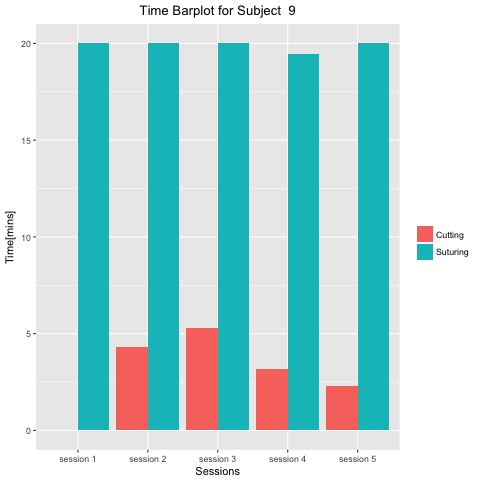 Time Barplot for Subject  9
20
15
10
5
0
Time[mins]
session 1 session 2 session 3 session 4 session 5
Sessions
Cutting
Suturing